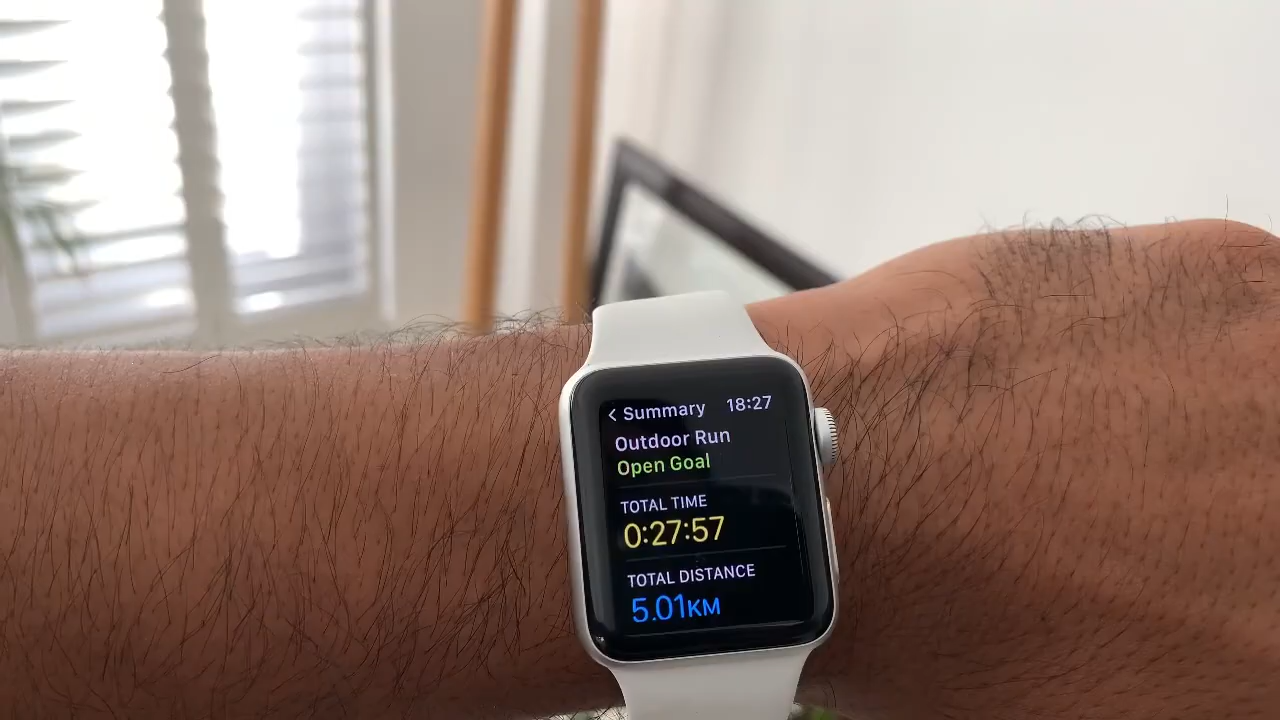 < Summary 18:27
Outdoor Run
Open Goal
TOTAL TIME
0:27:57
TOTAL DISTANCE
5.01KM